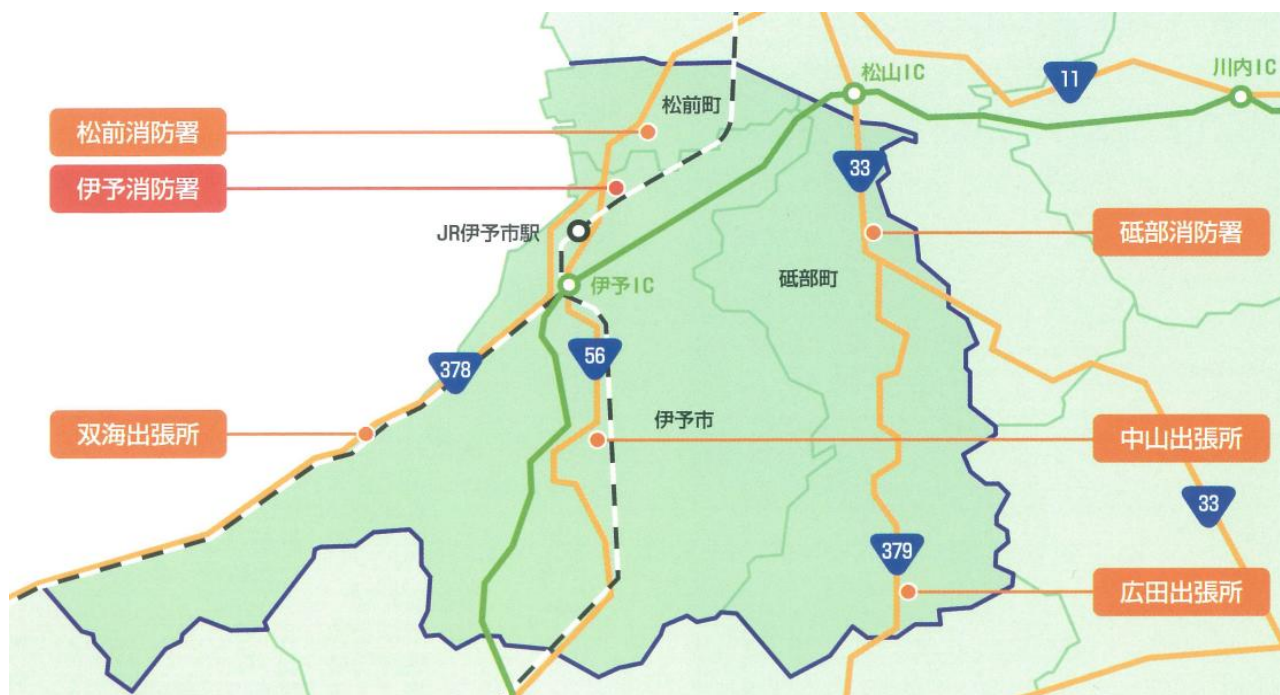 松山IC
川内IC
11
松前町
松前消防署
33
伊予消防署
JR伊予市駅
砥部消防署
砥部町
伊予IC
56
378
伊予市
双海出張所
中山出張所
33
379
広田出張所